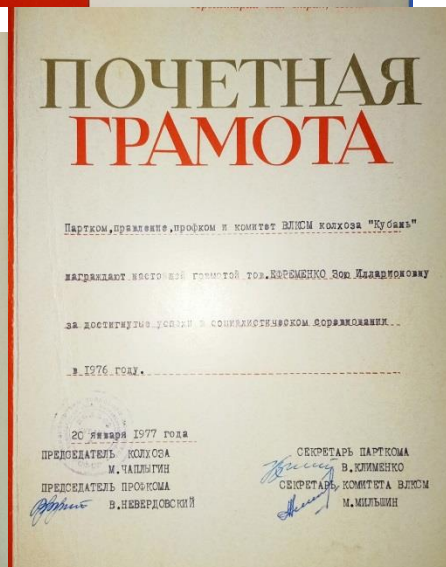 ПОЧЕТНАЯ
ГРАМОТА
Партком,правление,профком и комитет ВЛКСМ колхоза "Кубань"
награждают настоящей грамотой тов.ЕФРЕМЕНКО Зою Илларионовну
за достигнутые успехи в социалистическом соревновании
в 1976 году.
20 января 1977 года
ПРЕДСЕДАТЕЛЬ КОЛХОЗА
М.ЧАПЛЫГИН
ПРЕДСЕДАТЕЛЬ ПРОФКОМА
В.НЕВЕРДОВСКИЙ
СЕКРЕТАРЬ ПАРТКОМА
В.КЛИМЕНКО
СЕКРЕТАРЬ КОМИТЕТА ВЛКСМ
М.МИЛЬШИН